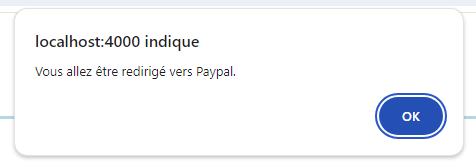 localhost:4000 indique
Vous allez être redirigé vers Paypal.
OK